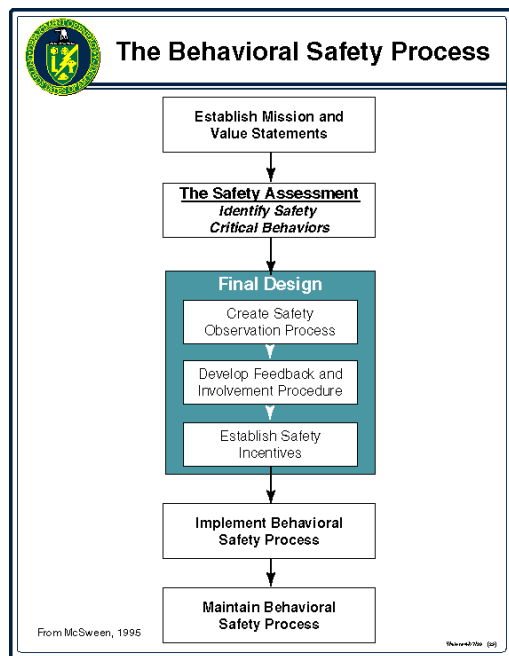 The Behavioral Safety Process
Establish Mission and
Value Statements
The Safety Assessment
Identify Safety
Critical Behaviors
Final Design
Create Safety
Observation Process
Develop Feedback and
Involvement Procedure
Establish Safety
Incentives
Implement Behavioral
Safety Process
Maintain Behavioral
Safety Process
From McSween, 1995